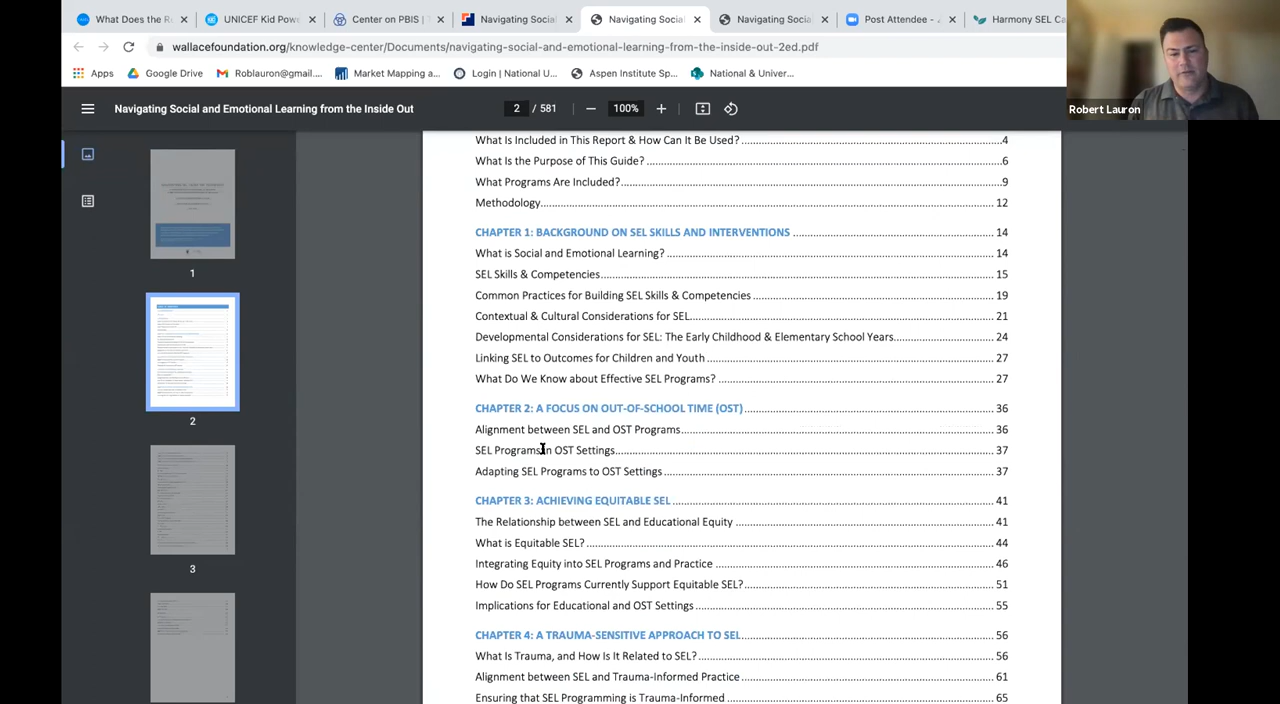 What Does the R
UNICEF Kid Pow
Center on PBIS |
Navigating Social
Navigating Social
Navigating Social
Post Attendee -
Harmony SEL Ca
wallacefoundation.org/knowledge-center/Documents/navigating-social-and-emotional-learning-from-the-inside-out-2ed.pdf
Apps Google Drive Roblauron@gmail.... Market Mapping a... Login | National U... Aspen Institute Sp... National & Univer...
Robert Lauron
Navigating Social and Emotional Learning from the Inside Out 2 / 581 100%
1
2
3
What Is Included in This Report & How Can It Be Used? 4
What Is the Purpose of This Guide? 6
What Programs Are Included? 9
Methodology 12
CHAPTER 1: BACKGROUND ON SEL SKILLS AND INTERVENTIONS 14
What is Social and Emotional Learning? 14
SEL Skills & Competencies 15
Common Practices for Building SEL Skills & Competencies 19
Contextual & Cultural Considerations for SEL 21
Developmental Considerations in SEL: The Early Childhood & Elementary School Years 24
Linking SEL to Outcomes for Children and Youth 27
What Do We Know about Effective SEL Programs? 27
CHAPTER 2: A FOCUS ON OUT-OF-SCHOOL TIME (OST) 36
Alignment between SEL and OST Programs 36
SEL Programs in OST Settings 37
Adapting SEL Programs to OST Settings 37
CHAPTER 3: ACHIEVING EQUITABLE SEL 41
The Relationship between SEL and Educational Equity 41
What is Equitable SEL? 44
Integrating Equity into SEL Programs and Practice 46
How Do SEL Programs Currently Support Equitable SEL? 51
Implications for Educational and OST Settings 55
CHAPTER 4: A TRAUMA-SENSITIVE APPROACH TO SEL 56
What Is Trauma, and How Is It Related to SEL? 56
Alignment between SEL and Trauma-Informed Practice 61
Ensuring that SEL Programming is Trauma-Informed 65